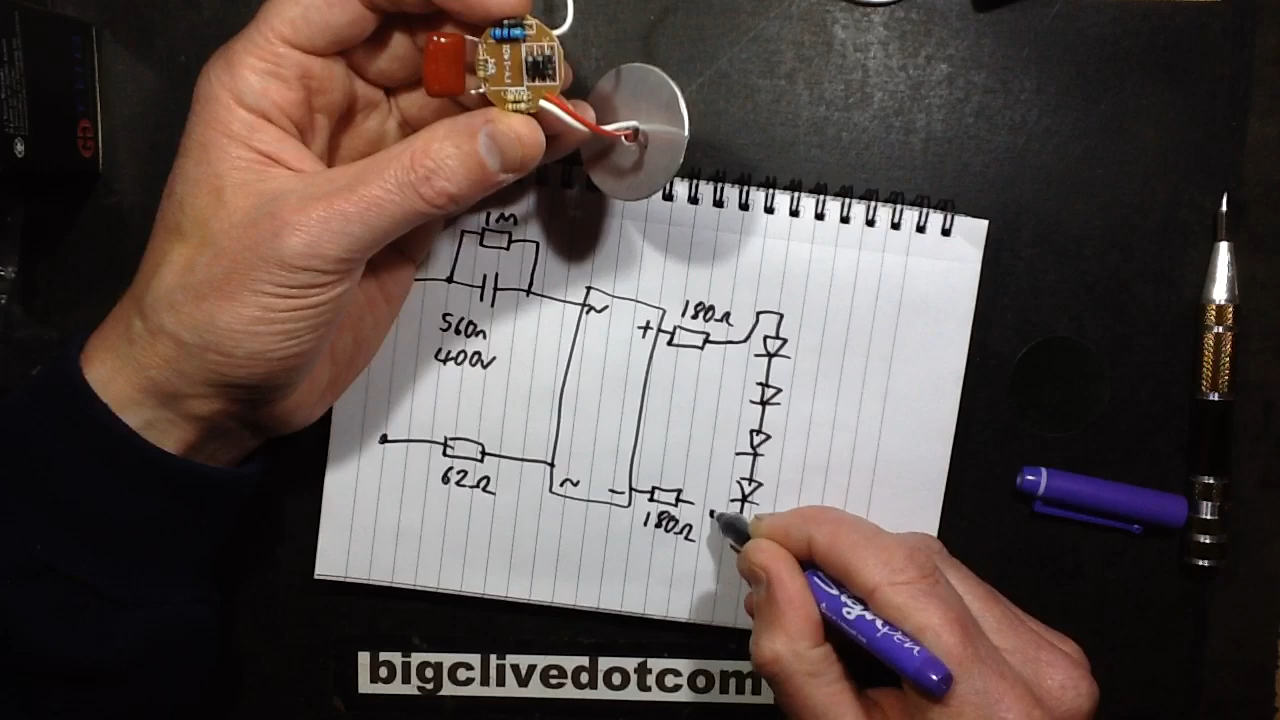 1M
560n
400v
~
+
180Ω
62Ω
~
-
180Ω
Signpen
bigclivedotcom